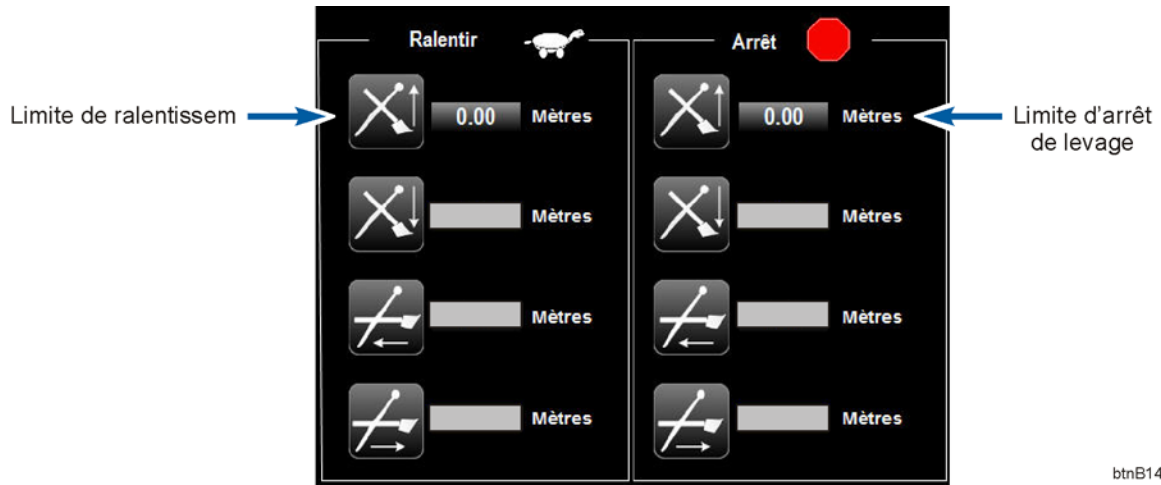 Ralentir
Arrêt
Limite de ralentissem
0.00 Mètres
0.00 Mètres
Limite d'arrêt
de levage
Mètres
Mètres
Mètres
Mètres
Mètres
Mètres
btnB14